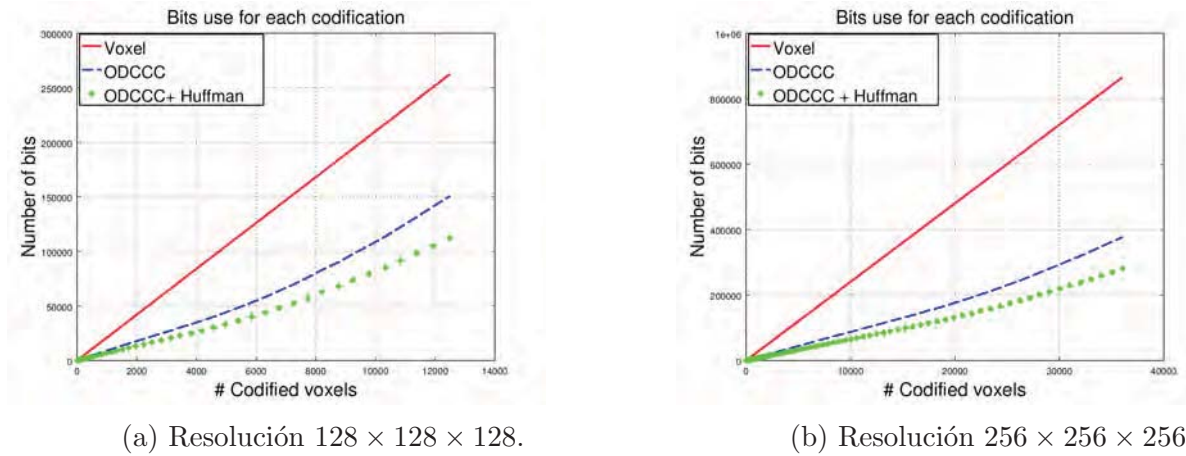 Bits use for each codification
300000
250000
200000
150000
100000
50000
0
Number of bits
Voxel
ODCCC
ODCCC+ Huffman
0 2000 4000 6000 8000 10000 12000 14000
# Codified voxels
(a) Resolución 128 × 128 × 128.
Bits use for each codification
1e+06
800000
600000
400000
200000
0
Number of bits
Voxel
ODCCC
ODCCC + Huffman
0 10000 20000 30000 40000
# Codified voxels
(b) Resolución 256 × 256 × 256